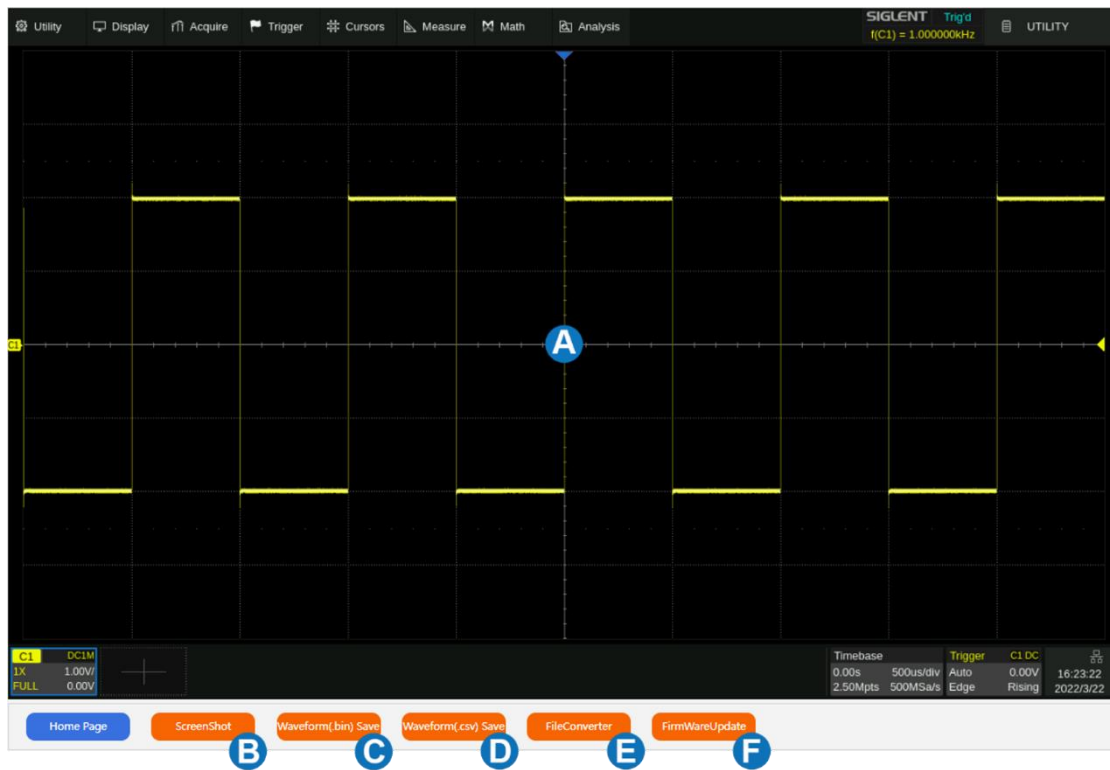 Utility Display Acquire Trigger Cursors Measure Math Analysis
SIGLENT Trig'd
f(C1) = 1.000000kHz
UTILITY
C1
A
C1 DC1M
1X 1.00V/
FULL 0.00V
Timebase
0.00s 500us/div
2.50Mpts 500MSa/s
Trigger C1 DC
Auto 0.00V
Edge Rising
16:23:22
2022/3/22
Home Page ScreenShot Waveform(.bin) Save Waveform(.csv) Save FileConverter FirmWareUpdate
B C D E F